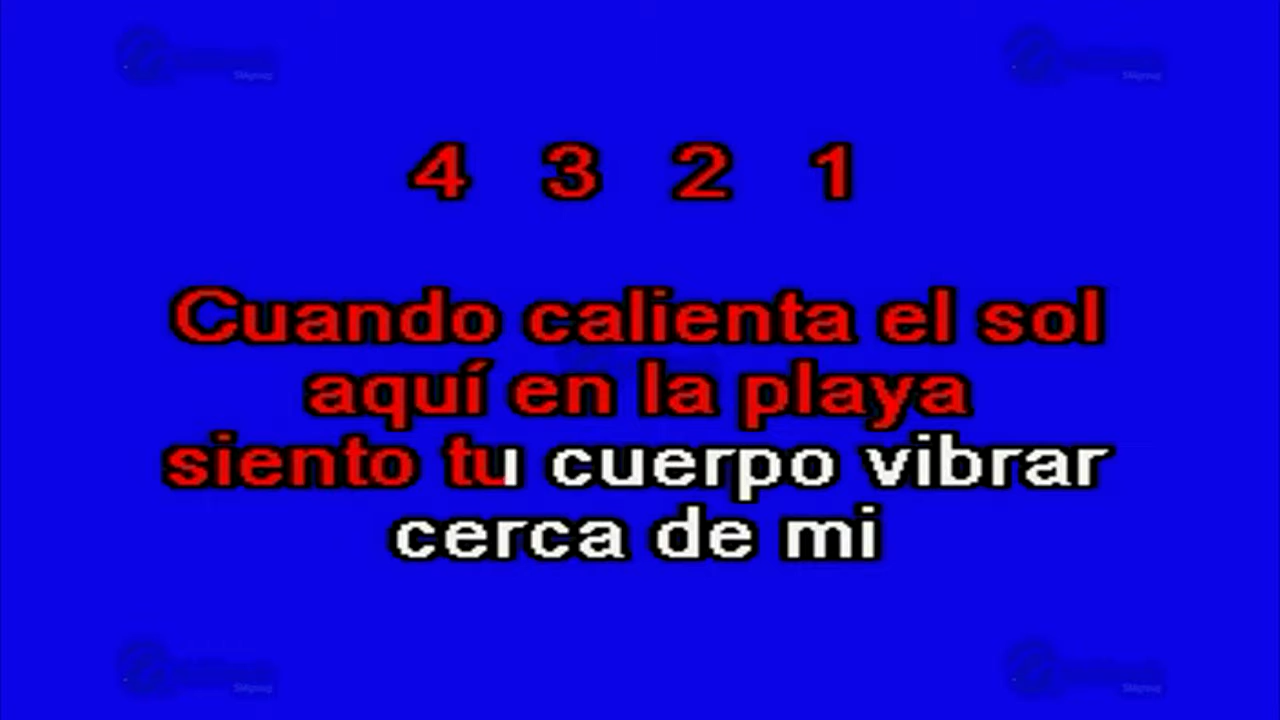 4 3 2 1
Cuando calienta el sol
aquí en la playa
siento tu cuerpo vibrar
cerca de mi